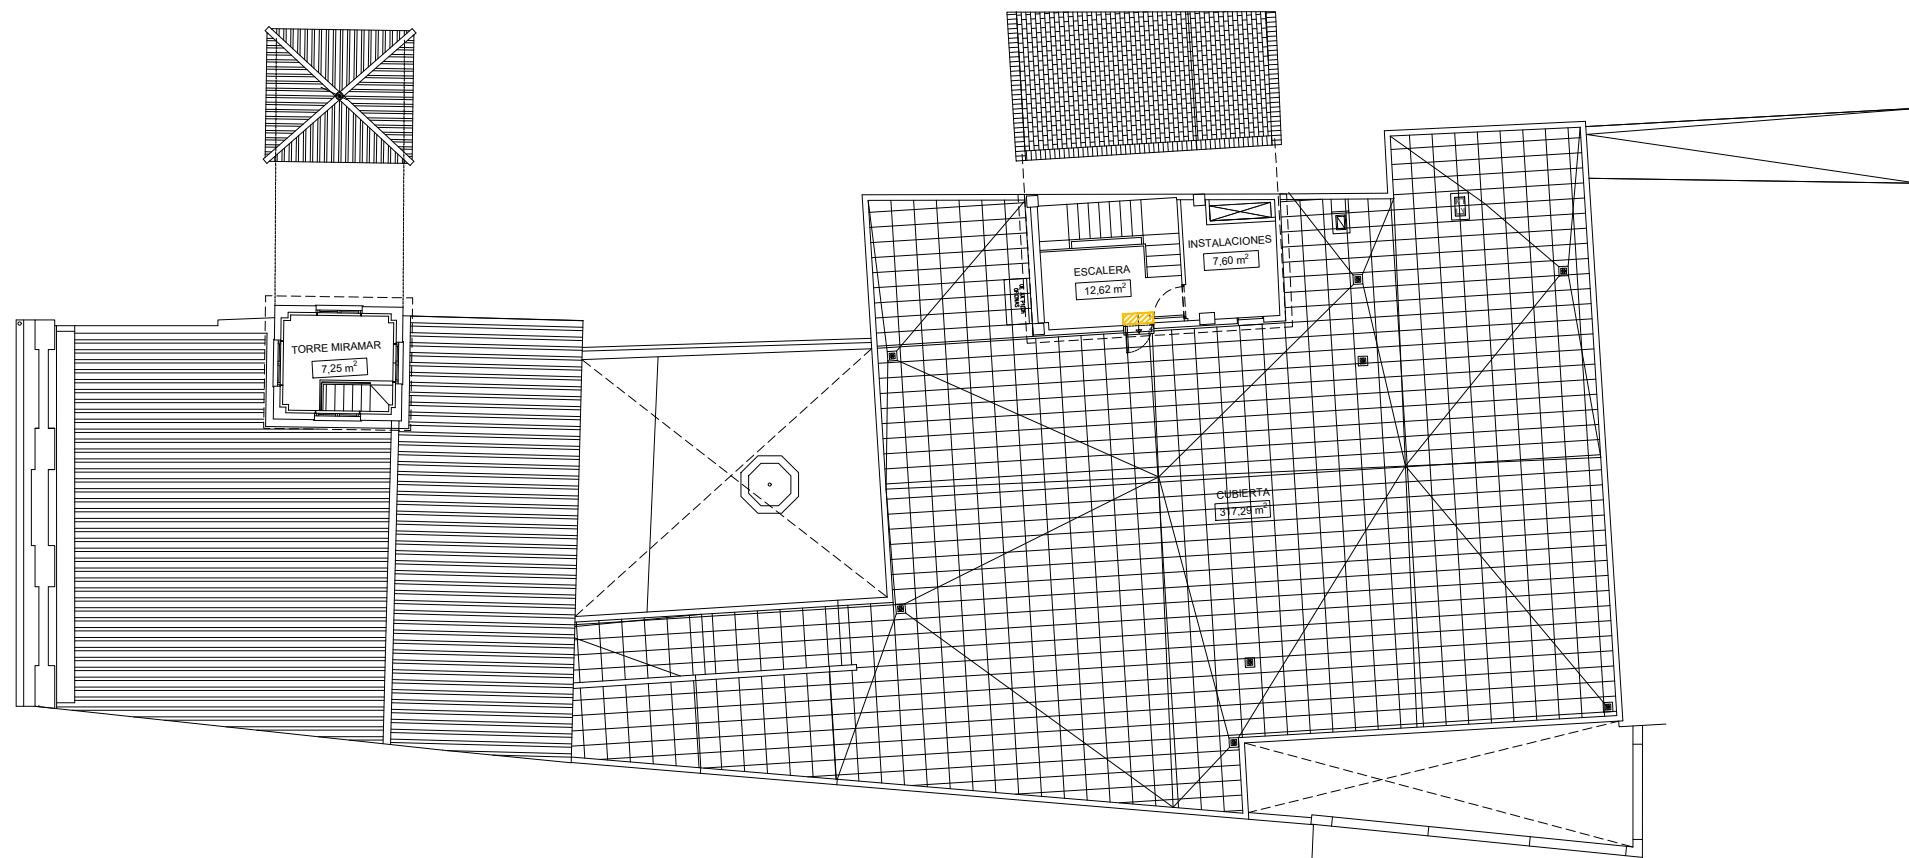 INSTALACIONES
7,60 m²
ESCALERA
12,62 m²
TORRE MIRAMAR
7,25 m²
CUBIERTA
317,29 m²